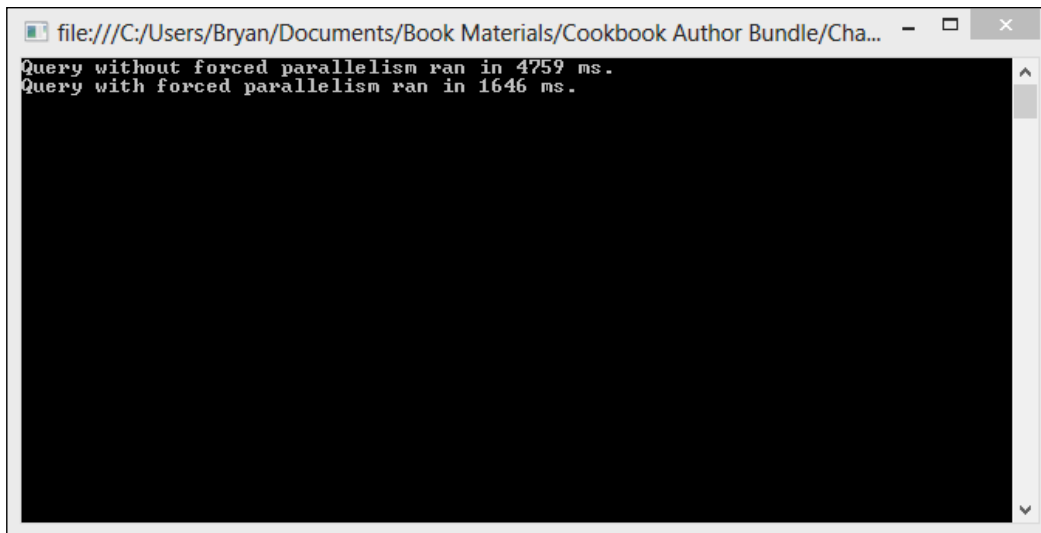 file:///C:/Users/Bryan/Documents/Book Materials/Cookbook Author Bundle/Cha...
Query without forced parallelism ran in 4759 ms.
Query with forced parallelism ran in 1646 ms.